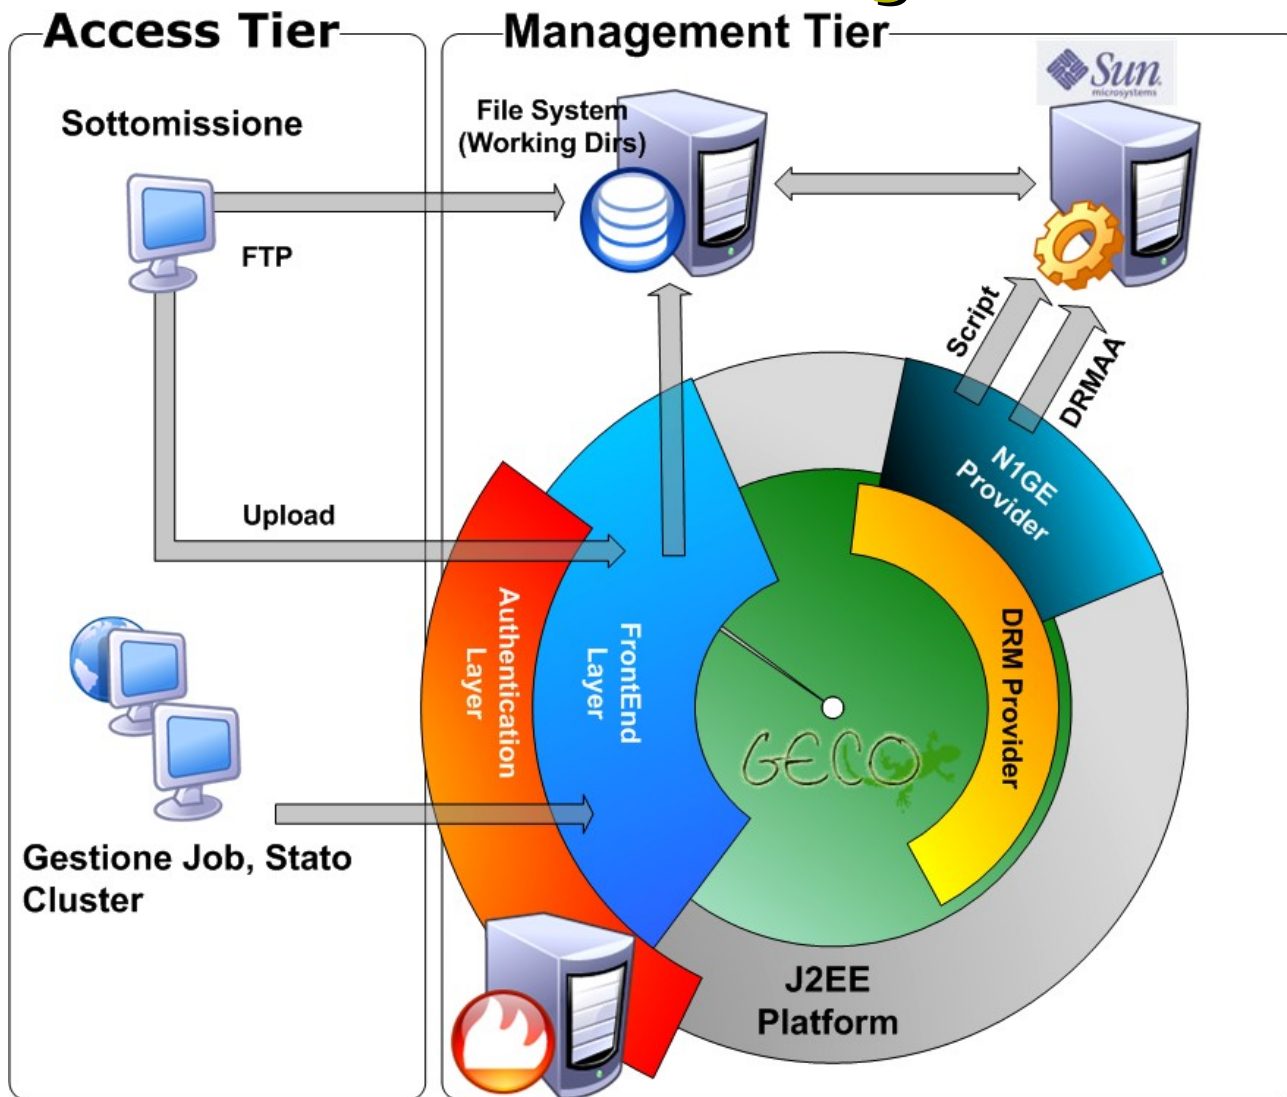 Access Tier
Management Tier
Sun
microsystems
Sottomissione
File System
(Working Dirs)
FTP
Script
DRMAA
N1GE
Provider
Upload
Authentication
Layer
FrontEnd
Layer
DRM Provider
GECO
Gestione Job, Stato
Cluster
J2EE
Platform